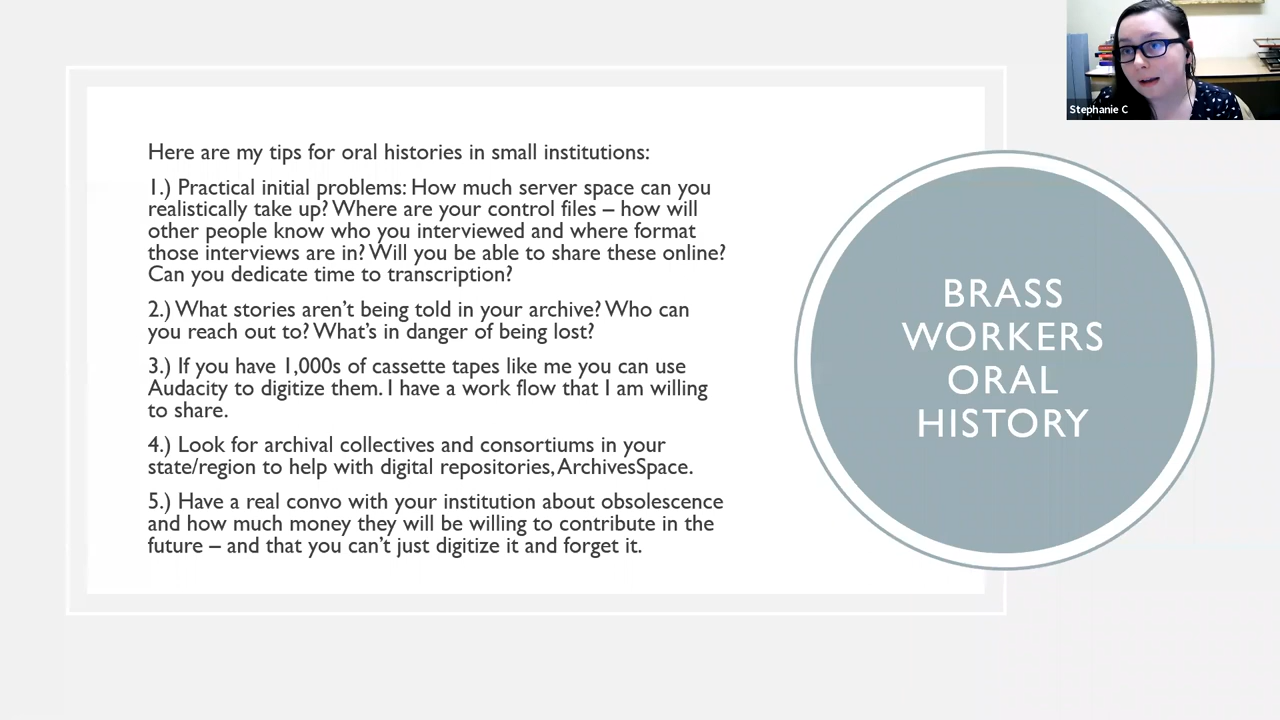 Here are my tips for oral histories in small institutions:
1.) Practical initial problems: How much server space can you
realistically take up? Where are your control files – how will
other people know who you interviewed and where format
those interviews are in? Will you be able to share these online?
Can you dedicate time to transcription?
2.) What stories aren't being told in your archive? Who can
you reach out to? What's in danger of being lost?
3.) If you have 1,000s of cassette tapes like me you can use
Audacity to digitize them. I have a work flow that I am willing
to share.
4.) Look for archival collectives and consortiums in your
state/region to help with digital repositories, ArchivesSpace.
5.) Have a real convo with your institution about obsolescence
and how much money they will be willing to contribute in the
future – and that you can't just digitize it and forget it.
BRASS
WORKERS
ORAL
HISTORY
Stephanie C